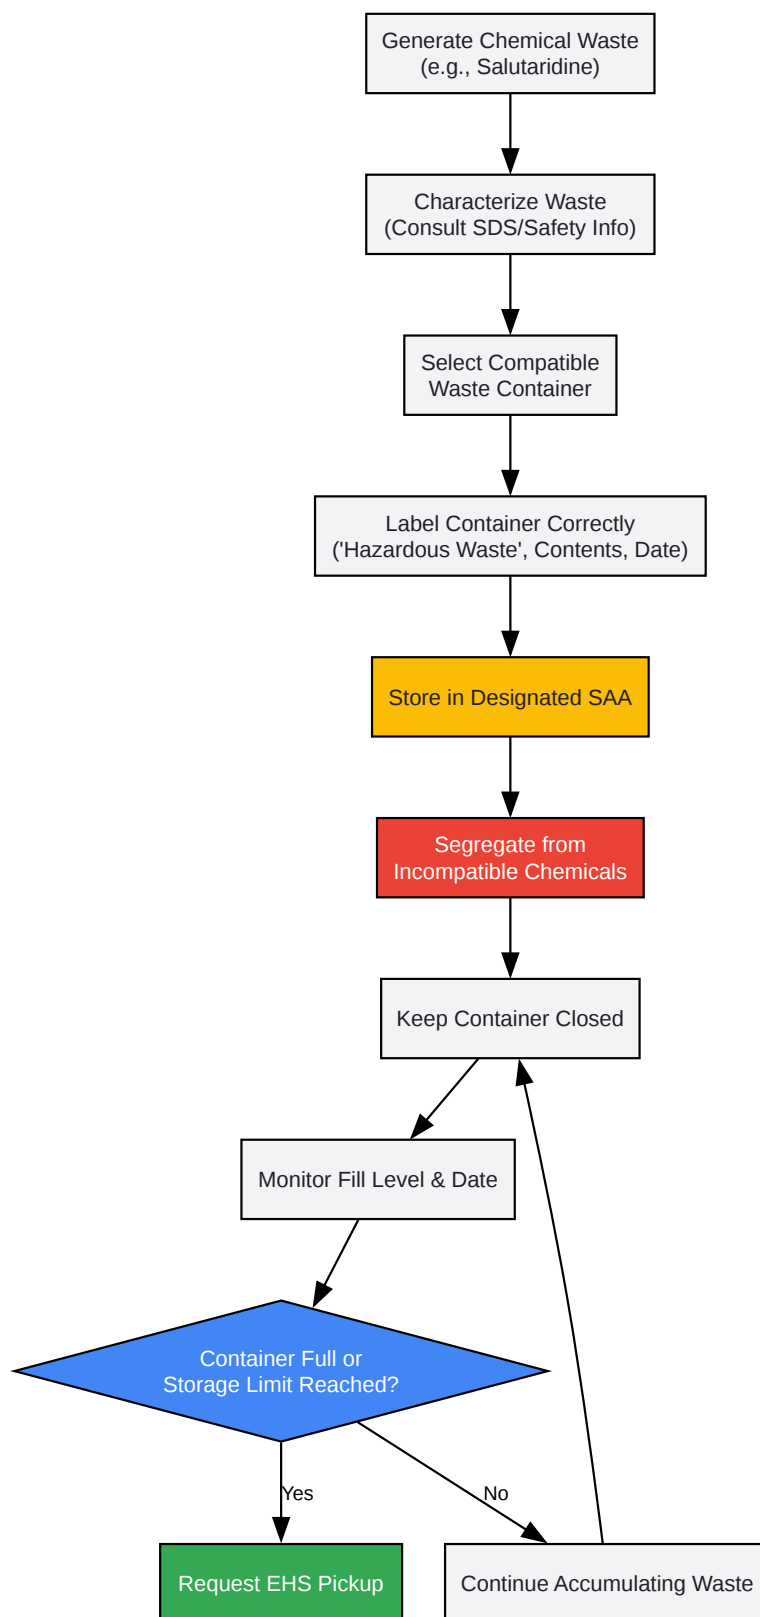 Generate Chemical Waste
(e.g., Salutaridine)
Characterize Waste
(Consult SDS/Safety Info)
Select Compatible
Waste Container
Label Container Correctly
('Hazardous Waste', Contents, Date)
Store in Designated SAA
Segregate from
Incompatible Chemicals
Keep Container Closed
Monitor Fill Level & Date
Container Full or
Storage Limit Reached?
Yes
No
Request EHS Pickup
Continue Accumulating Waste